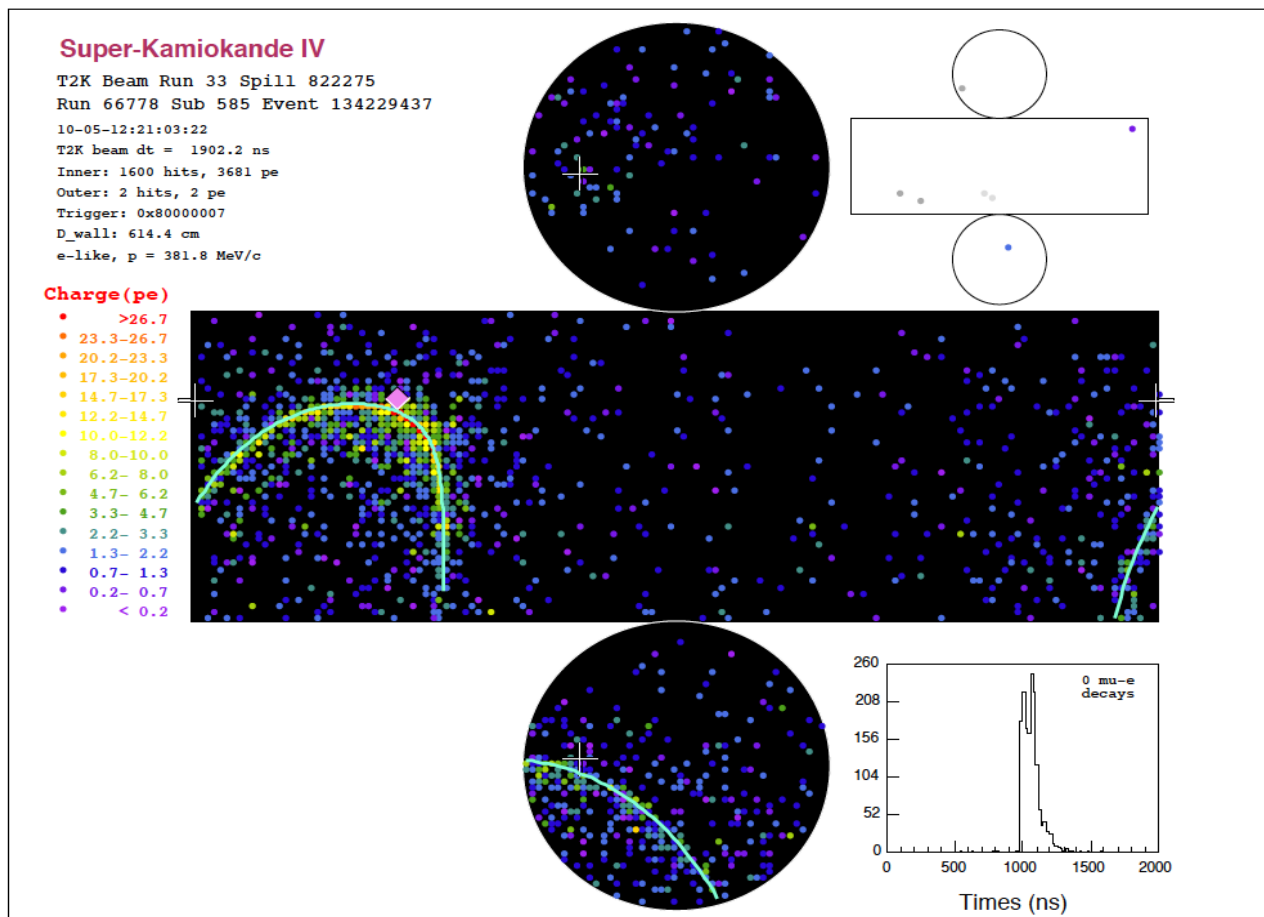 Super-Kamiokande IV
T2K Beam Run 33 Spill 822275
Run 66778 Sub 585 Event 134229437
10-05-12:21:03:22
T2K beam dt = 1902.2 ns
Inner: 1600 hits, 3681 pe
Outer: 2 hits, 2 pe
Trigger: 0x80000007
D_wall: 614.4 cm
e-like, p = 381.8 MeV/c
Charge(pe)
>26.7
23.3-26.7
20.2-23.3
17.3-20.2
14.7-17.3
12.2-14.7
10.0-12.2
8.0-10.0
6.2- 8.0
4.7- 6.2
3.3- 4.7
2.2- 3.3
1.3- 2.2
0.7- 1.3
0.2- 0.7
< 0.2
0 mu-e
decays
260
208
156
104
52
0
0 500 1000 1500 2000
Times (ns)